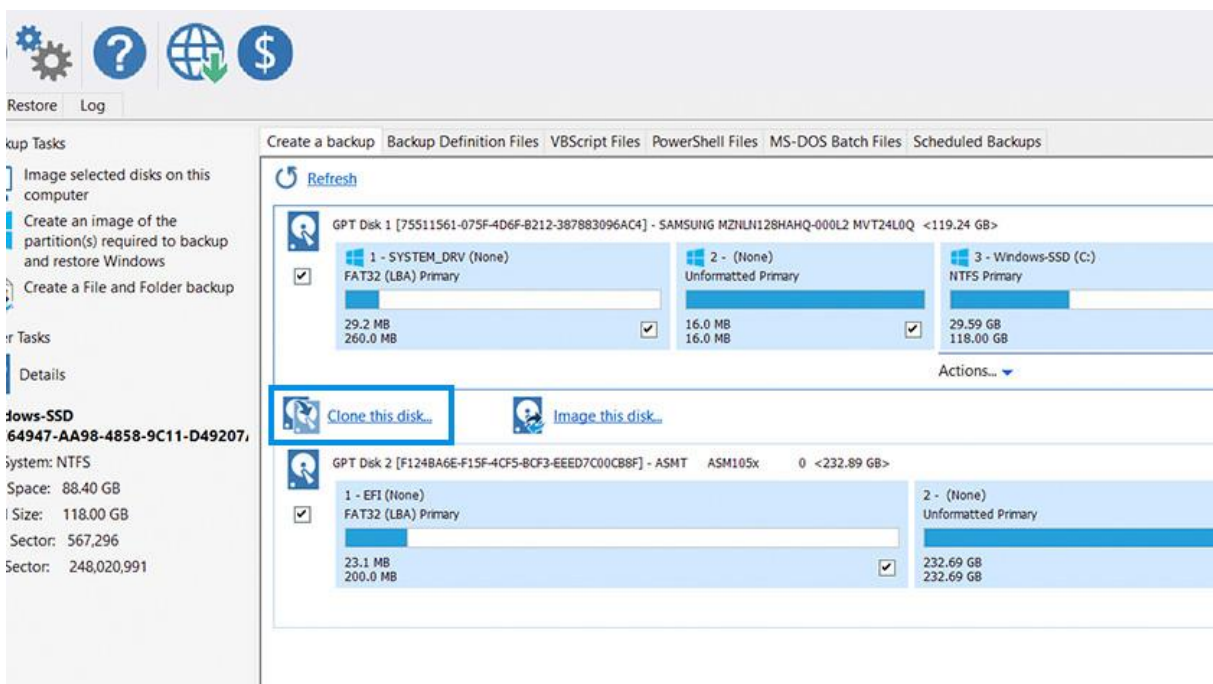 Restore Log
kup Tasks
Image selected disks on this
computer
Create an image of the
partition(s) required to backup
and restore Windows
Create a File and Folder backup
r Tasks
Details
dows-SSD
64947-AA98-4858-9C11-D49207
System: NTFS
Space: 88.40 GB
Size: 118.00 GB
Sector: 567,296
Sector: 248,020,991
Create a backup Backup Definition Files VBScript Files PowerShell Files MS-DOS Batch Files Scheduled Backups
Refresh
GPT Disk 1 [75511561-075F-4D6F-B212-387883096AC4] - SAMSUNG MZNLN128HAHQ-000L2 MVT24L0Q <119.24 GB>
1 - SYSTEM_DRV (None)
FAT32 (LBA) Primary
29.2 MB
260.0 MB
2 - (None)
Unformatted Primary
16.0 MB
16.0 MB
3 - Windows-SSD (C:)
NTFS Primary
29.59 GB
118.00 GB
Actions...
Clone this disk... Image this disk...
GPT Disk 2 [F124BA6E-F15F-4CF5-BCF3-EEED7C00CB8F] - ASMT ASM105x 0 <232.89 GB>
1 - EFI (None)
FAT32 (LBA) Primary
23.1 MB
200.0 MB
2 - (None)
Unformatted Primary
232.69 GB
232.69 GB